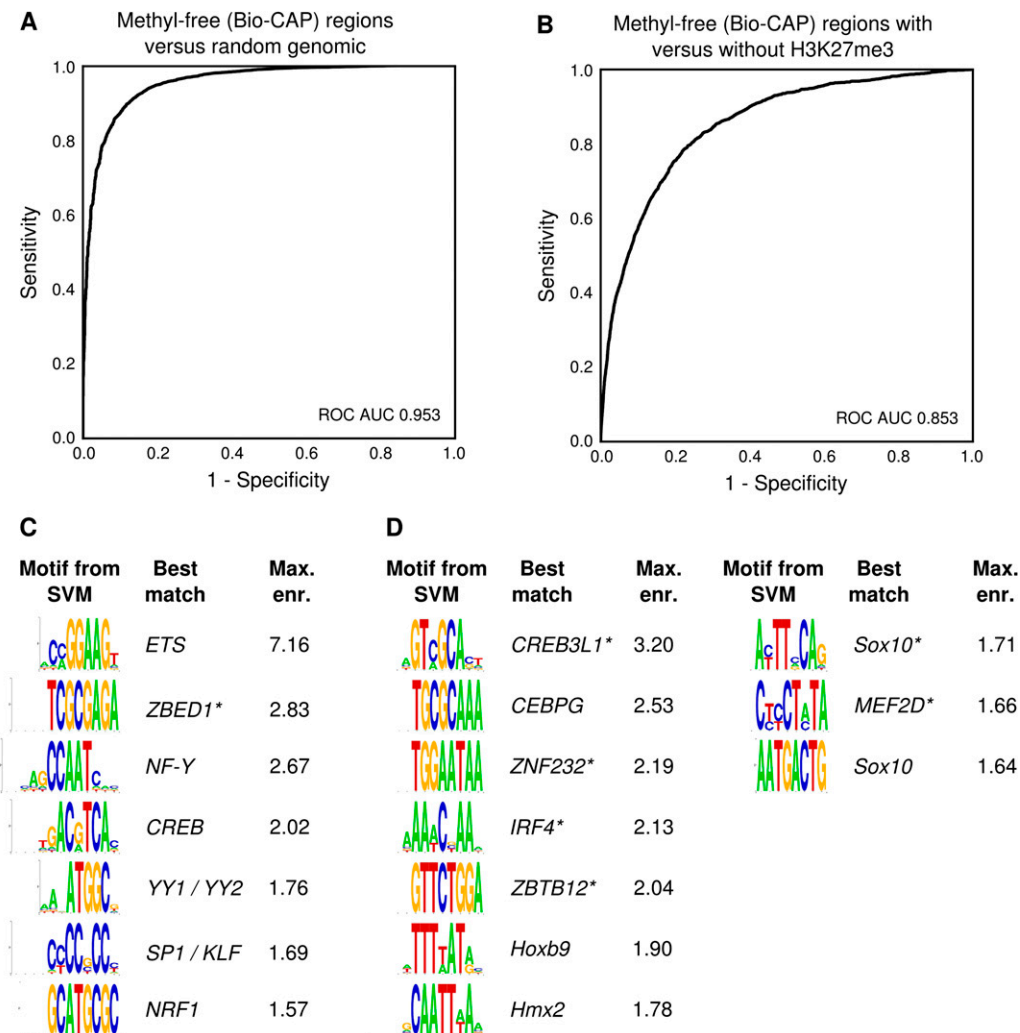 A
Methyl-free (Bio-CAP) regions
versus random genomic
1.0
0.8
0.6
0.4
0.2
0.0
Sensitivity
ROC AUC 0.953
0.0 0.2 0.4 0.6 0.8 1.0
1 - Specificity
B
Methyl-free (Bio-CAP) regions with
versus without H3K27me3
1.0
0.8
0.6
0.4
0.2
0.0
Sensitivity
ROC AUC 0.853
0.0 0.2 0.4 0.6 0.8 1.0
1 - Specificity
C
Motif from SVM Best match Max. enr.
ETS 7.16
TCGCGAGA ZBED1* 2.83
NF-Y 2.67
CREB 2.02
YY1 / YY2 1.76
SP1 / KLF 1.69
GCATGCGC NRF1 1.57
D
Motif from SVM Best match Max. enr.
CREB3L1* 3.20
TGCGCAAA CEBPG 2.53
TGGAATAA ZNF232* 2.19
IRF4* 2.13
GTTCTGGA ZBTB12* 2.04
Hoxb9 1.90
Hmx2 1.78
Motif from SVM Best match Max. enr.
Sox10* 1.71
MEF2D* 1.66
AATGACTG Sox10 1.64